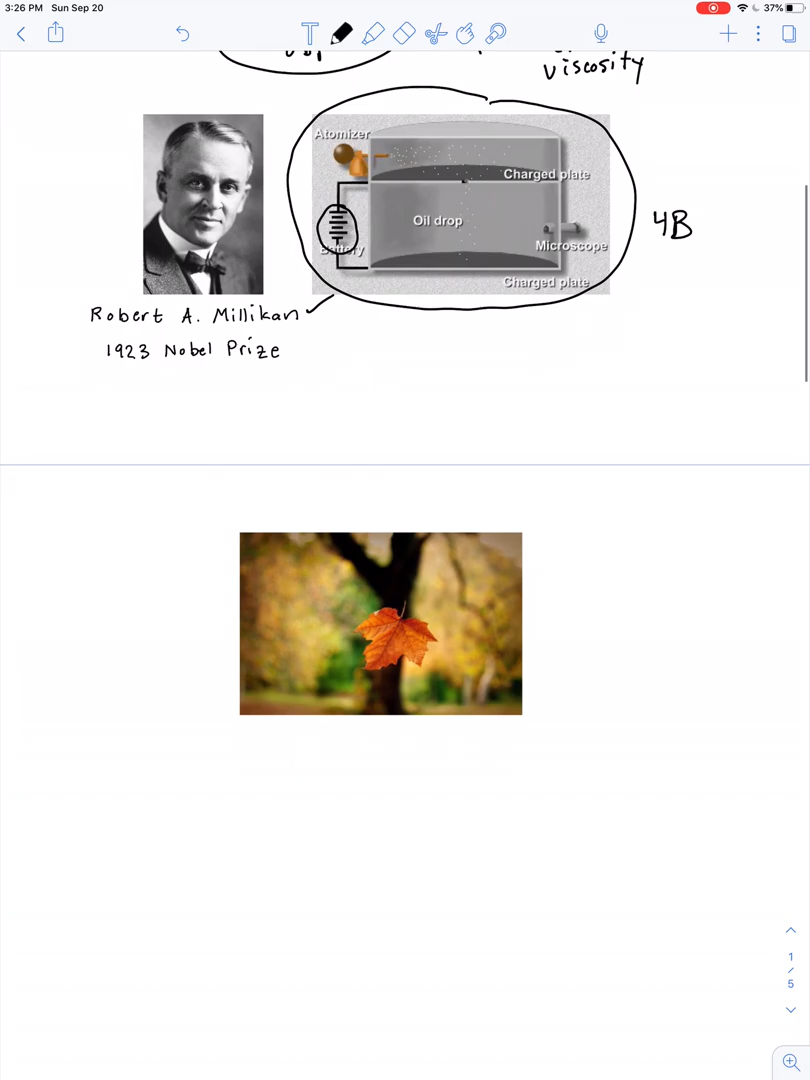 3:26 PM Sun Sep 20
37%
T
viscosity
Atomizer
Charged plate
Oil drop
Battery
Microscope
Charged plate
4B
Robert A. Millikan
1923 Nobel Prize
1
/
5